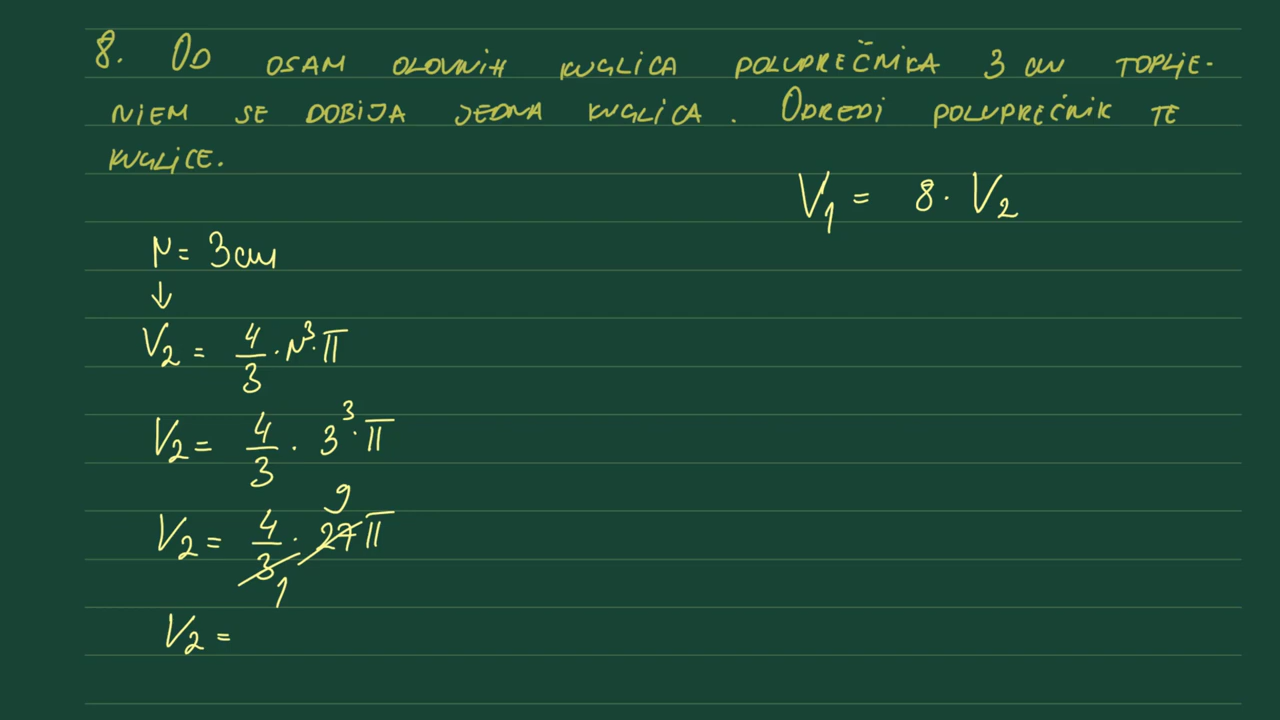 8. OD OSAM OLOVNIH KUGLICA POLUPREČNIKA 3 cm TOPLJE-
NJEM SE DOBIJA JEDNA KUGLICA. ODREDI POLUPREČNIK TE
KUGLICE.
V₁ = 8 · V₂
r = 3cm
↓
V₂ = 4/3 · r³ · π
V₂ = 4/3 · 3³ · π
9
V₂ = 4/3 · 27π
1
V₂ =